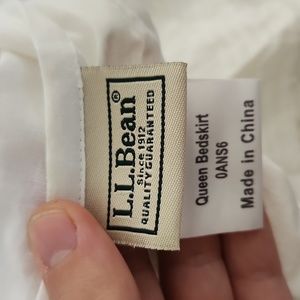 L.L.Bean®
Since 1912
QUALITY GUARANTEED
Queen Bedskirt
0ANS6
Made In China